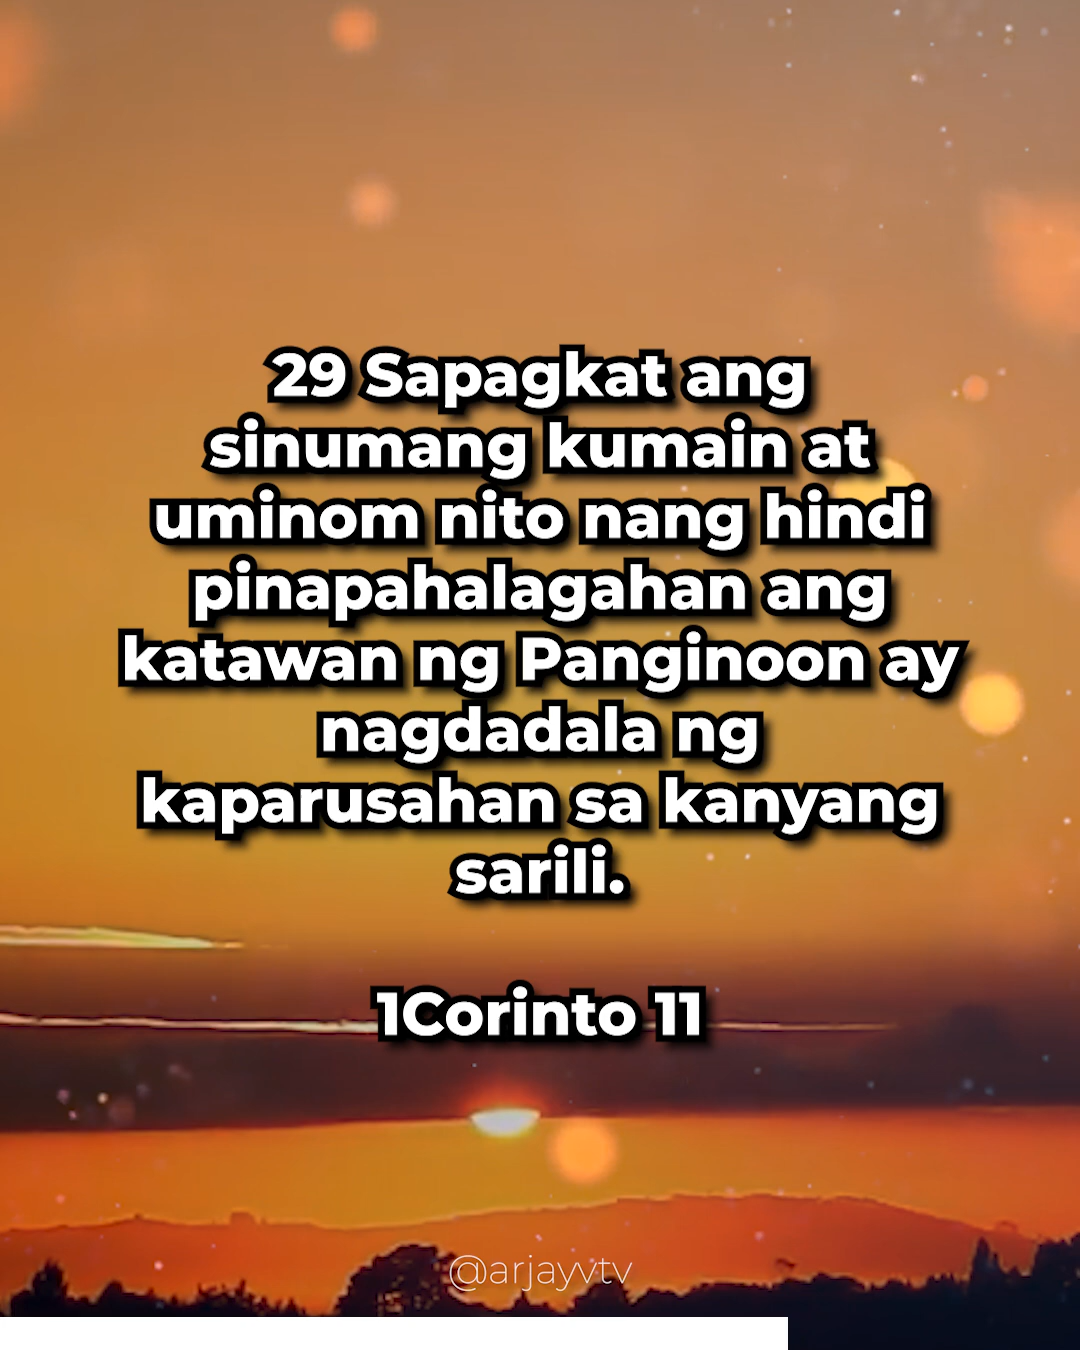 29 Sapagkat ang
sinumang kumain at
uminom nito nang hindi
pinapahalagahan ang
katawan ng Panginoon ay
nagdadala ng
kaparusahan sa kanyang
sarili.
1Corinto 11
@arjayvtv